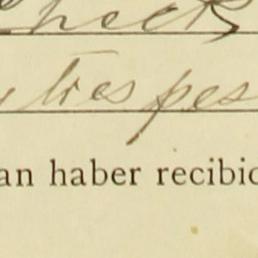 y tres pes
an haber recibid